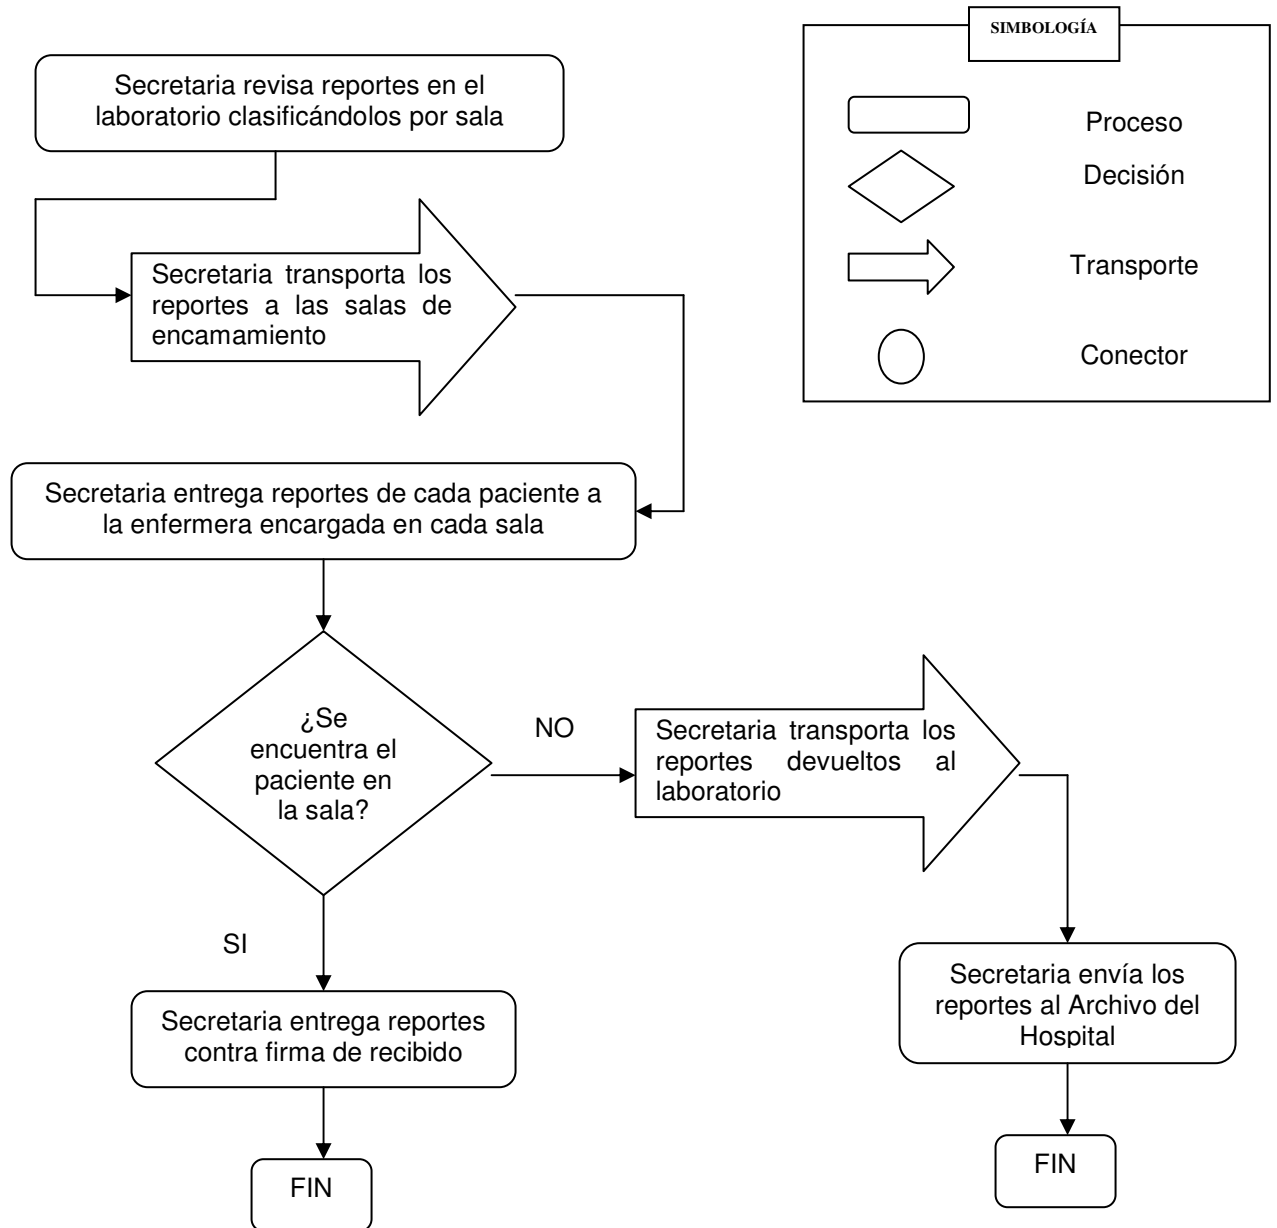 SIMBOLOGÍA
Secretaria revisa reportes en el
laboratorio clasificándolos por sala
Proceso
Decisión
Transporte
Conector
Secretaria transporta los
reportes a las salas de
encamamiento
Secretaria entrega reportes de cada paciente a
la enfermera encargada en cada sala
¿Se
encuentra el
paciente en
la sala?
NO
Secretaria transporta los
reportes devueltos al
laboratorio
SI
Secretaria entrega reportes
contra firma de recibido
Secretaria envía los
reportes al Archivo del
Hospital
FIN
FIN